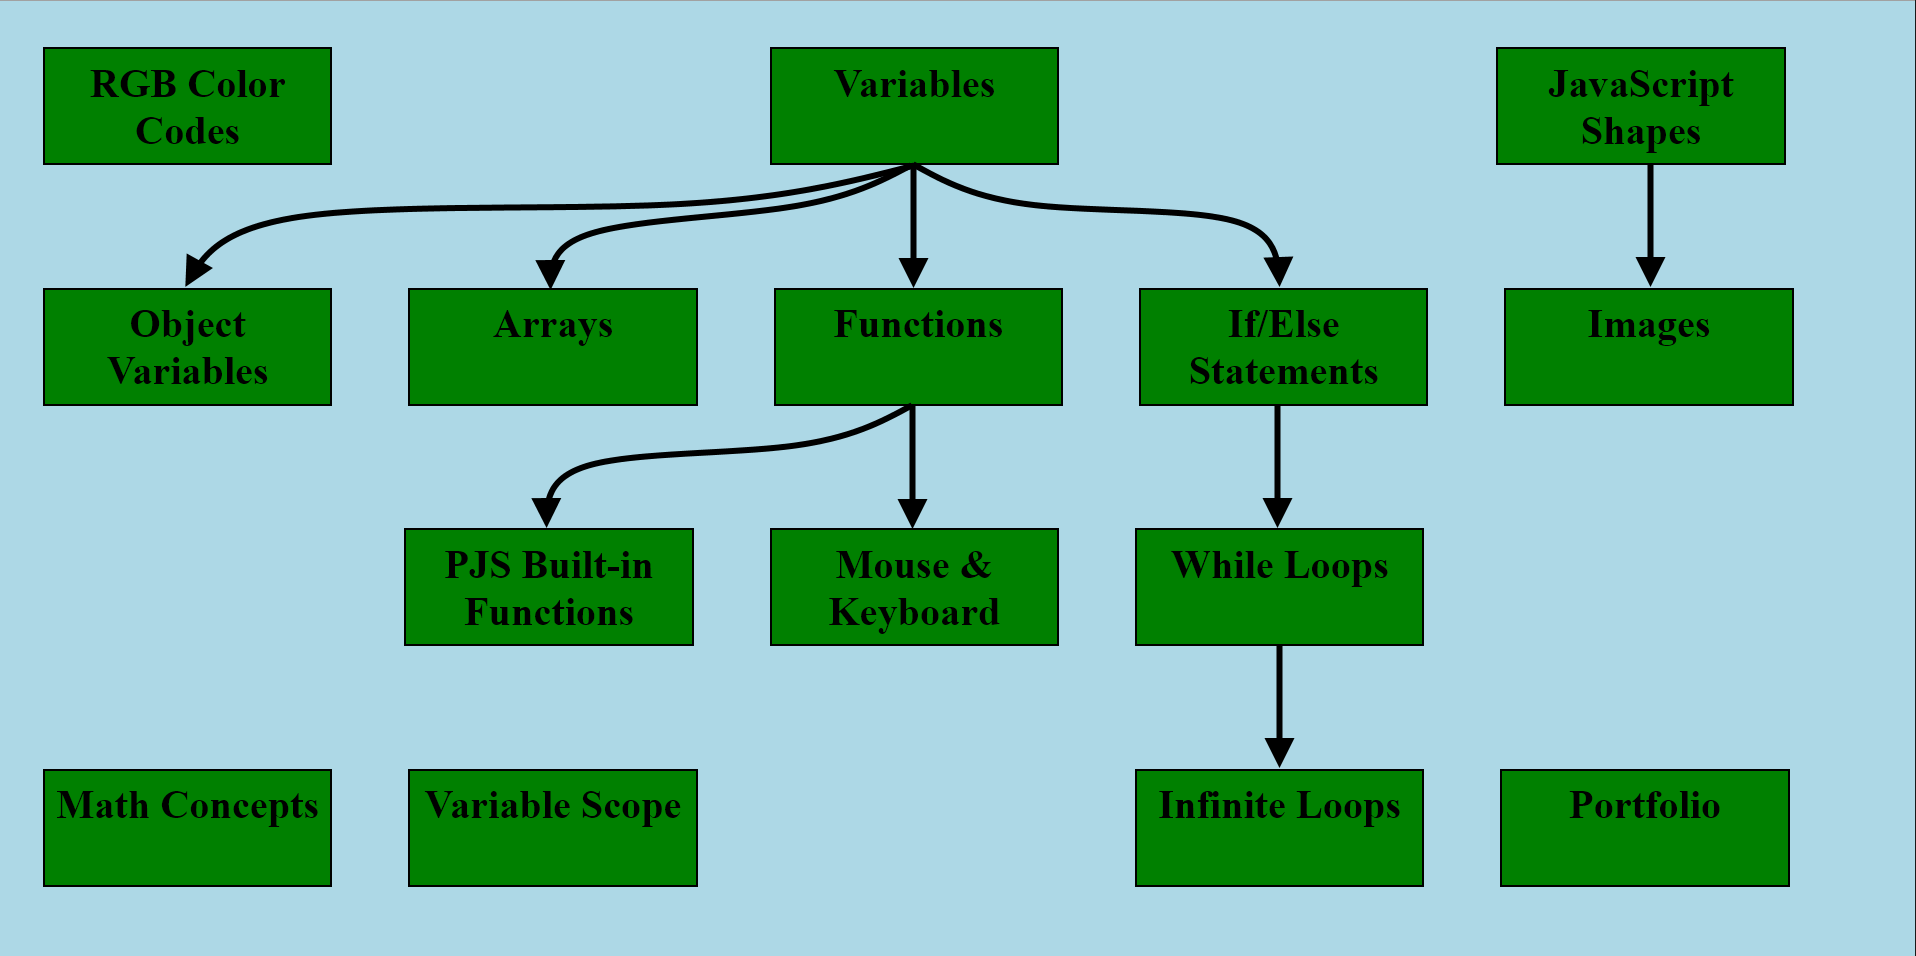 RGB Color
Codes
Variables
JavaScript
Shapes
Object
Variables
Arrays
Functions
If/Else
Statements
Images
PJS Built-in
Functions
Mouse &
Keyboard
While Loops
Math Concepts
Variable Scope
Infinite Loops
Portfolio